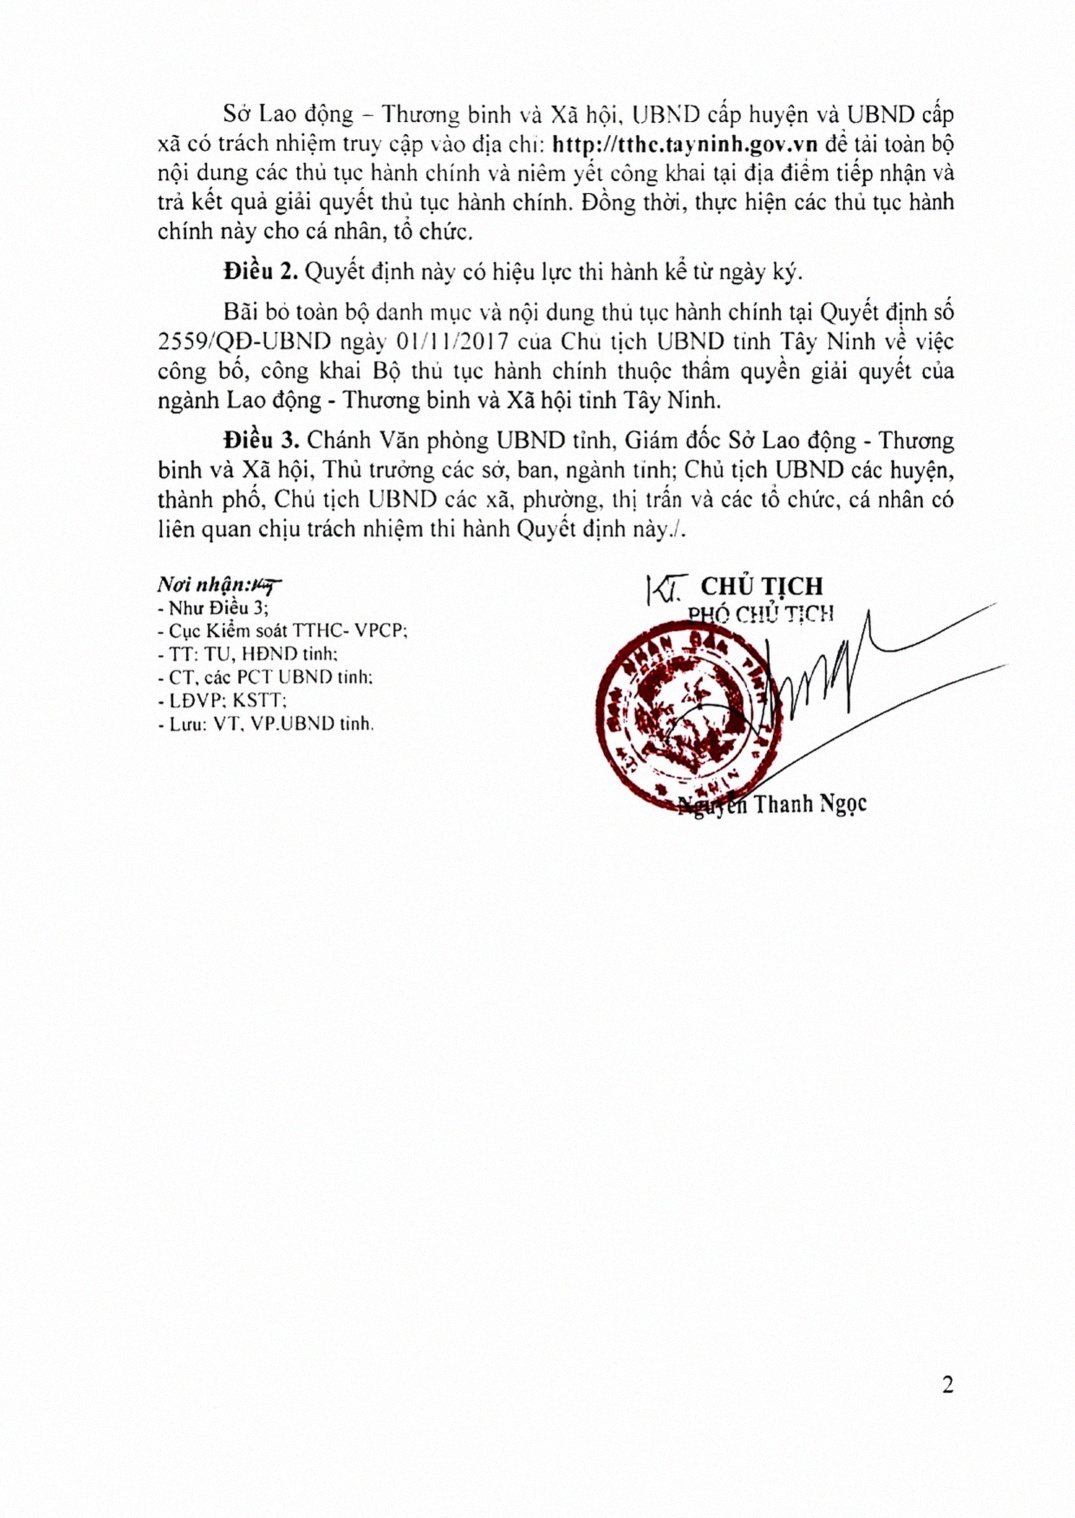 Sở Lao động – Thương binh và Xã hội, UBND cấp huyện và UBND cấp
xã có trách nhiệm truy cập vào địa chỉ: http://tthc.tayninh.gov.vn để tải toàn bộ
nội dung các thủ tục hành chính và niêm yết công khai tại địa điểm tiếp nhận và
trả kết quả giải quyết thủ tục hành chính. Đồng thời, thực hiện các thủ tục hành
chính này cho cá nhân, tổ chức.
Điều 2. Quyết định này có hiệu lực thi hành kể từ ngày ký.
Bãi bỏ toàn bộ danh mục và nội dung thủ tục hành chính tại Quyết định số
2559/QĐ-UBND ngày 01/11/2017 của Chủ tịch UBND tỉnh Tây Ninh về việc
công bố, công khai Bộ thủ tục hành chính thuộc thẩm quyền giải quyết của
ngành Lao động - Thương binh và Xã hội tỉnh Tây Ninh.
Điều 3. Chánh Văn phòng UBND tỉnh, Giám đốc Sở Lao động - Thương
binh và Xã hội, Thủ trưởng các sở, ban, ngành tỉnh; Chủ tịch UBND các huyện,
thành phố, Chủ tịch UBND các xã, phường, thị trấn và các tổ chức, cá nhân có
liên quan chịu trách nhiệm thi hành Quyết định này./.
Nơi nhận:
- Như Điều 3;
- Cục Kiểm soát TTHC- VPCP;
- TT: TU, HĐND tỉnh;
- CT, các PCT UBND tỉnh;
- LĐVP; KSTT;
- Lưu: VT, VP.UBND tỉnh.
KT. CHỦ TỊCH
PHÓ CHỦ TỊCH
NHÂN DÂN TỈNH
Nguyễn Thanh Ngọc
2